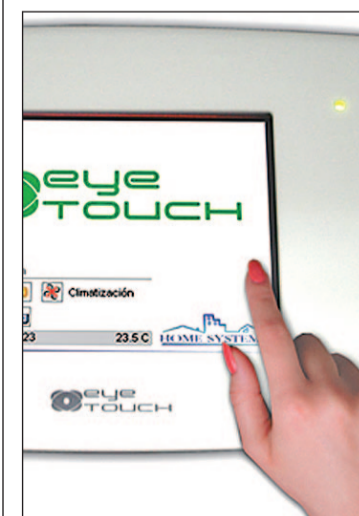 eye
TOUCH
Climatización
23
23.5 C
HOME SYSTEM
eye
TOUCH